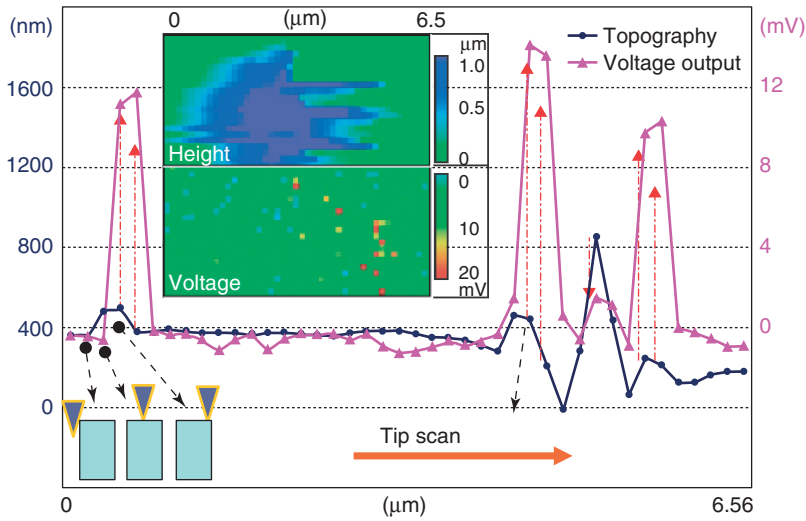 0 (µm) 6.5
(nm) (mV)
Topography
Voltage output
µm
1.0
0.5
0
Height
0
10
20
mV
Voltage
1600
1200
800
400
0
12
8
4
0
Tip scan
0 (µm) 6.56